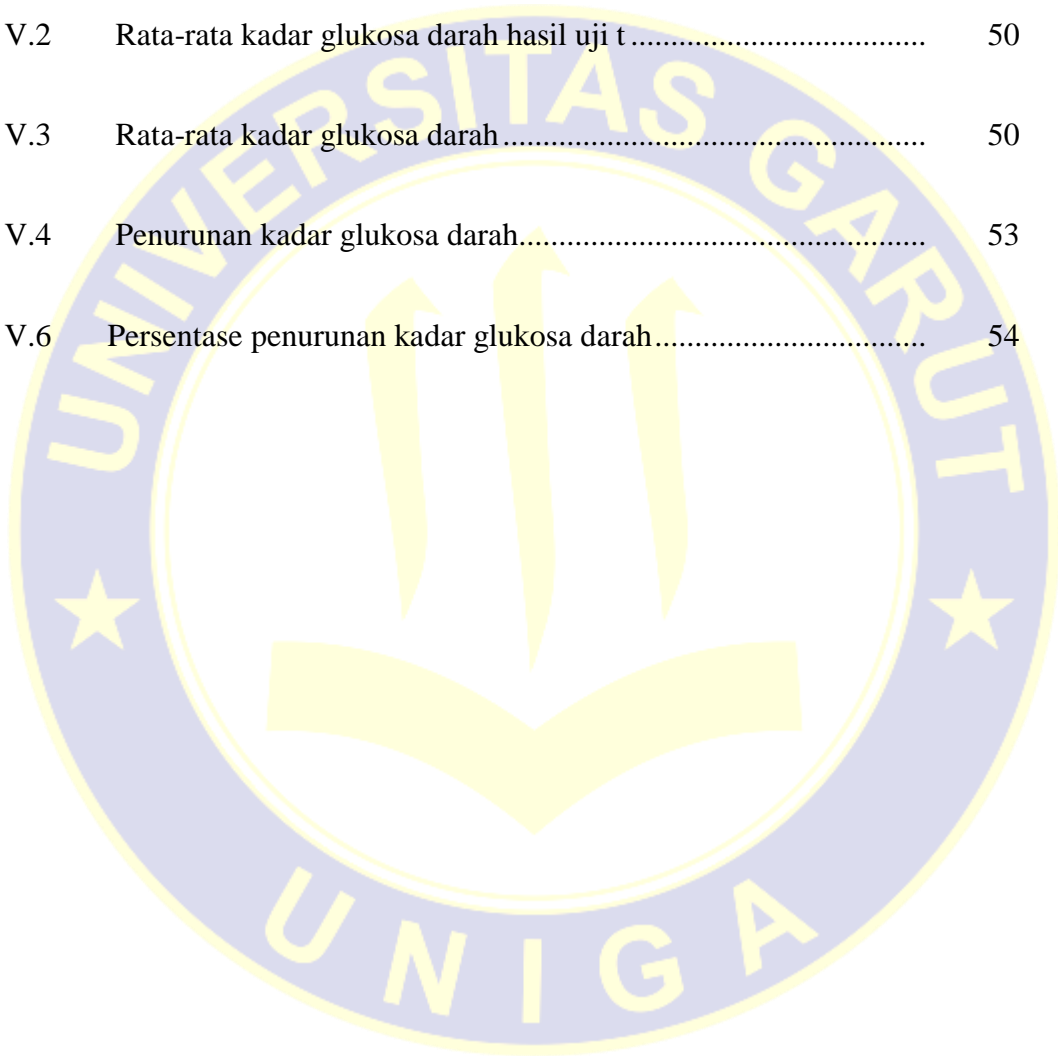 V.2 Rata-rata kadar glukosa darah hasil uji t ................................. 50
V.3 Rata-rata kadar glukosa darah ................................................ 50
V.4 Penurunan kadar glukosa darah.............................................. 53
V.6 Persentase penurunan kadar glukosa darah ............................... 54
UNIVERSITAS GARUT
UNIGA